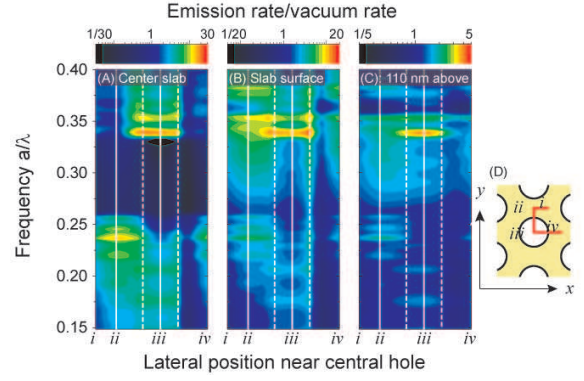 Emission rate/vacuum rate
1/30 1 30 1/20 1 20 1/5 1 5
(A) Center slab (B) Slab surface (C): 110 nm above
0.40
0.35
0.30
0.25
0.20
0.15
Frequency a/λ
i ii iii iv i ii iii iv i ii iii iv
Lateral position near central hole
(D)
y
i
ii
iii iv
x